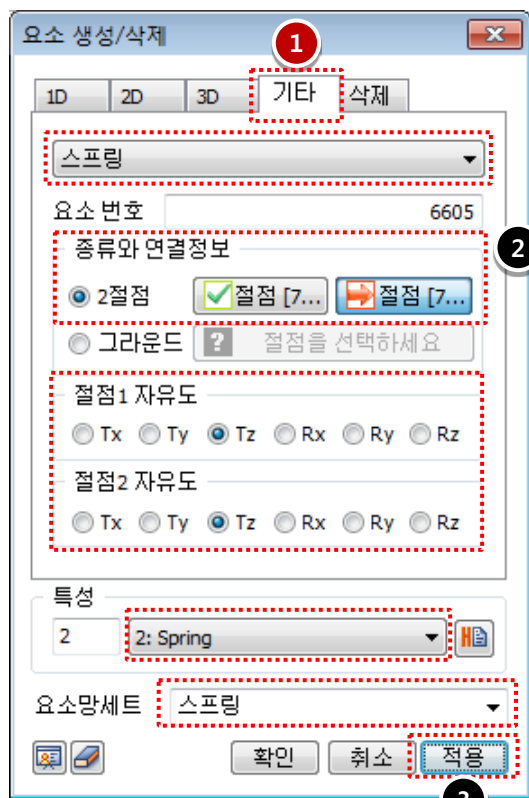 요소 생성/삭제
1
1D 2D 3D 기타 삭제
스프링
요소 번호 6605
종류와 연결정보
2
2절점 절점 [7... 절점 [7...
그라운드 ? 절점을 선택하세요
절점1 자유도
Tx Ty Tz Rx Ry Rz
절점2 자유도
Tx Ty Tz Rx Ry Rz
특성
2 2: Spring H
요소망세트 스프링
확인 취소 적용